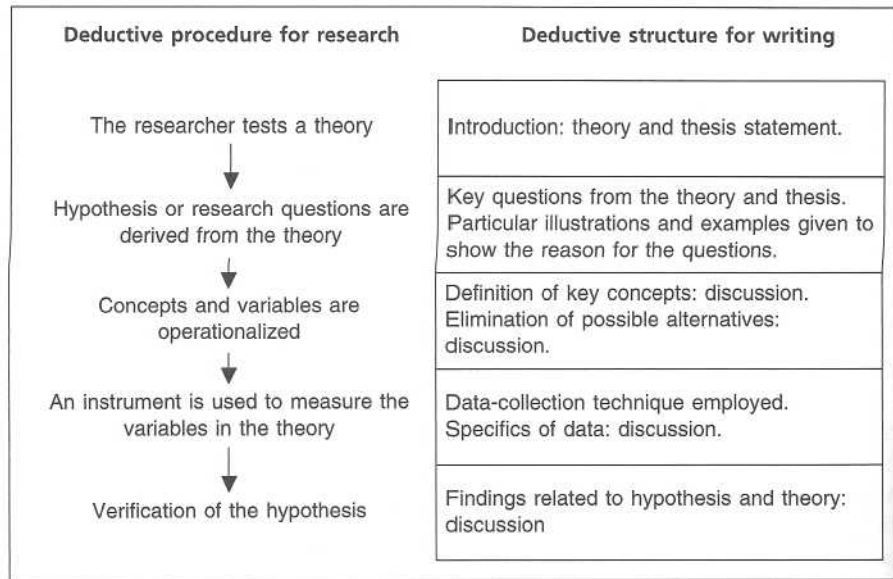 Deductive procedure for research
The researcher tests a theory
Hypothesis or research questions are
derived from the theory
Concepts and variables are
operationalized
An instrument is used to measure the
variables in the theory
Verification of the hypothesis
Deductive structure for writing
Introduction: theory and thesis statement.
Key questions from the theory and thesis.
Particular illustrations and examples given to
show the reason for the questions.
Definition of key concepts: discussion.
Elimination of possible alternatives:
discussion.
Data-collection technique employed.
Specifics of data: discussion.
Findings related to hypothesis and theory:
discussion